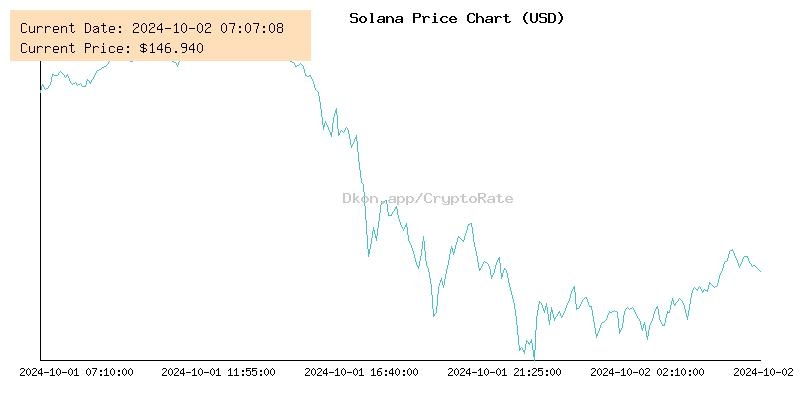 Solana Price Chart (USD)
Current Date: 2024-10-02 07:07:08
Current Price: $146.940
Dkon.app/CryptoRate
2024-10-01 07:10:00 2024-10-01 11:55:00 2024-10-01 16:40:00 2024-10-01 21:25:00 2024-10-02 02:10:00 2024-10-02